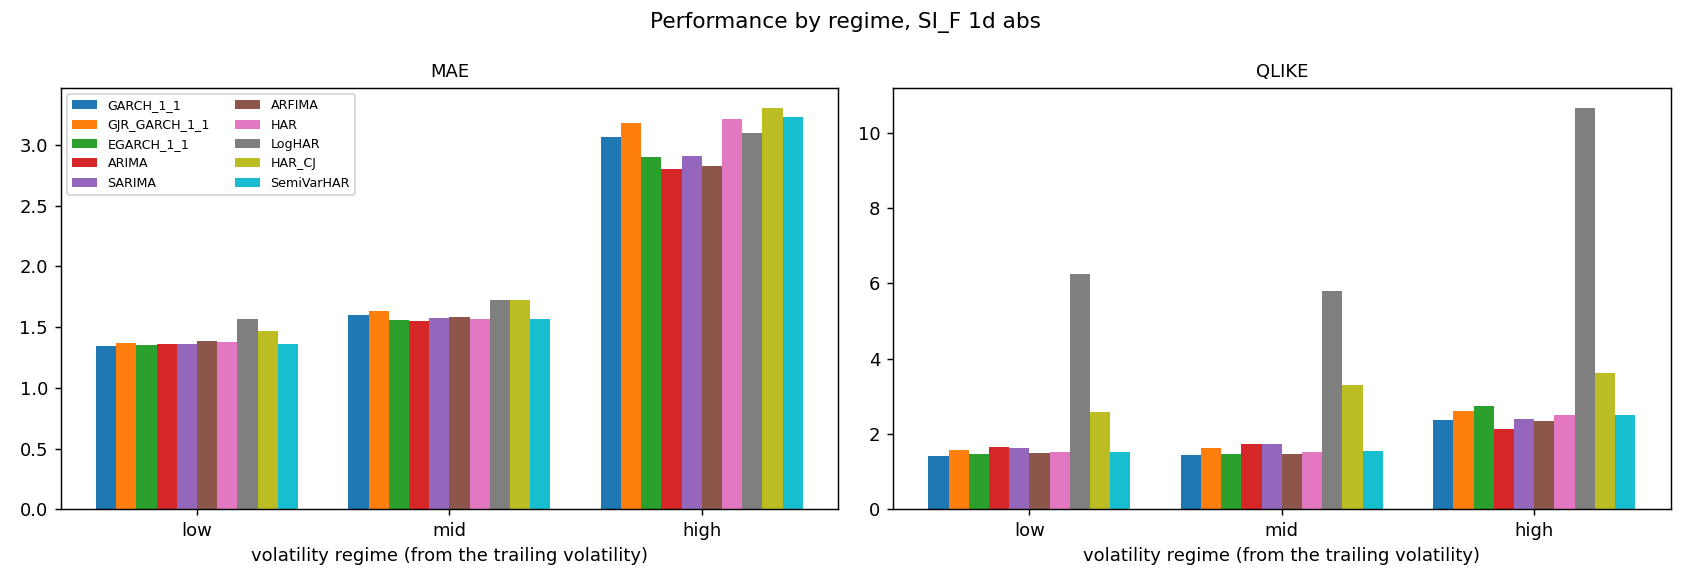 Performance by regime, SI_F 1d abs
MAE
GARCH_1_1
GJR_GARCH_1_1
EGARCH_1_1
ARIMA
SARIMA
ARFIMA
HAR
LogHAR
HAR_CJ
SemiVarHAR
3.0
2.5
2.0
1.5
1.0
0.5
0.0
low mid high
volatility regime (from the trailing volatility)
QLIKE
10
8
6
4
2
0
low mid high
volatility regime (from the trailing volatility)